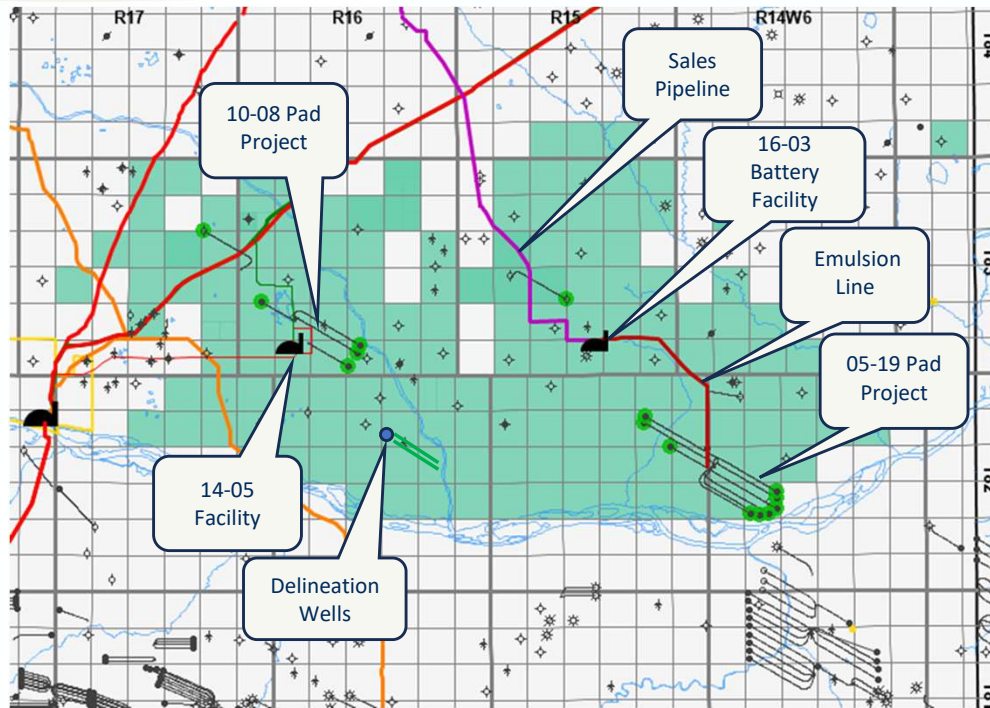 R17
R16
R15
R14W6
Sales
Pipeline
10-08 Pad
Project
16-03
Battery
Facility
Emulsion
Line
05-19 Pad
Project
14-05
Facility
Delineation
Wells